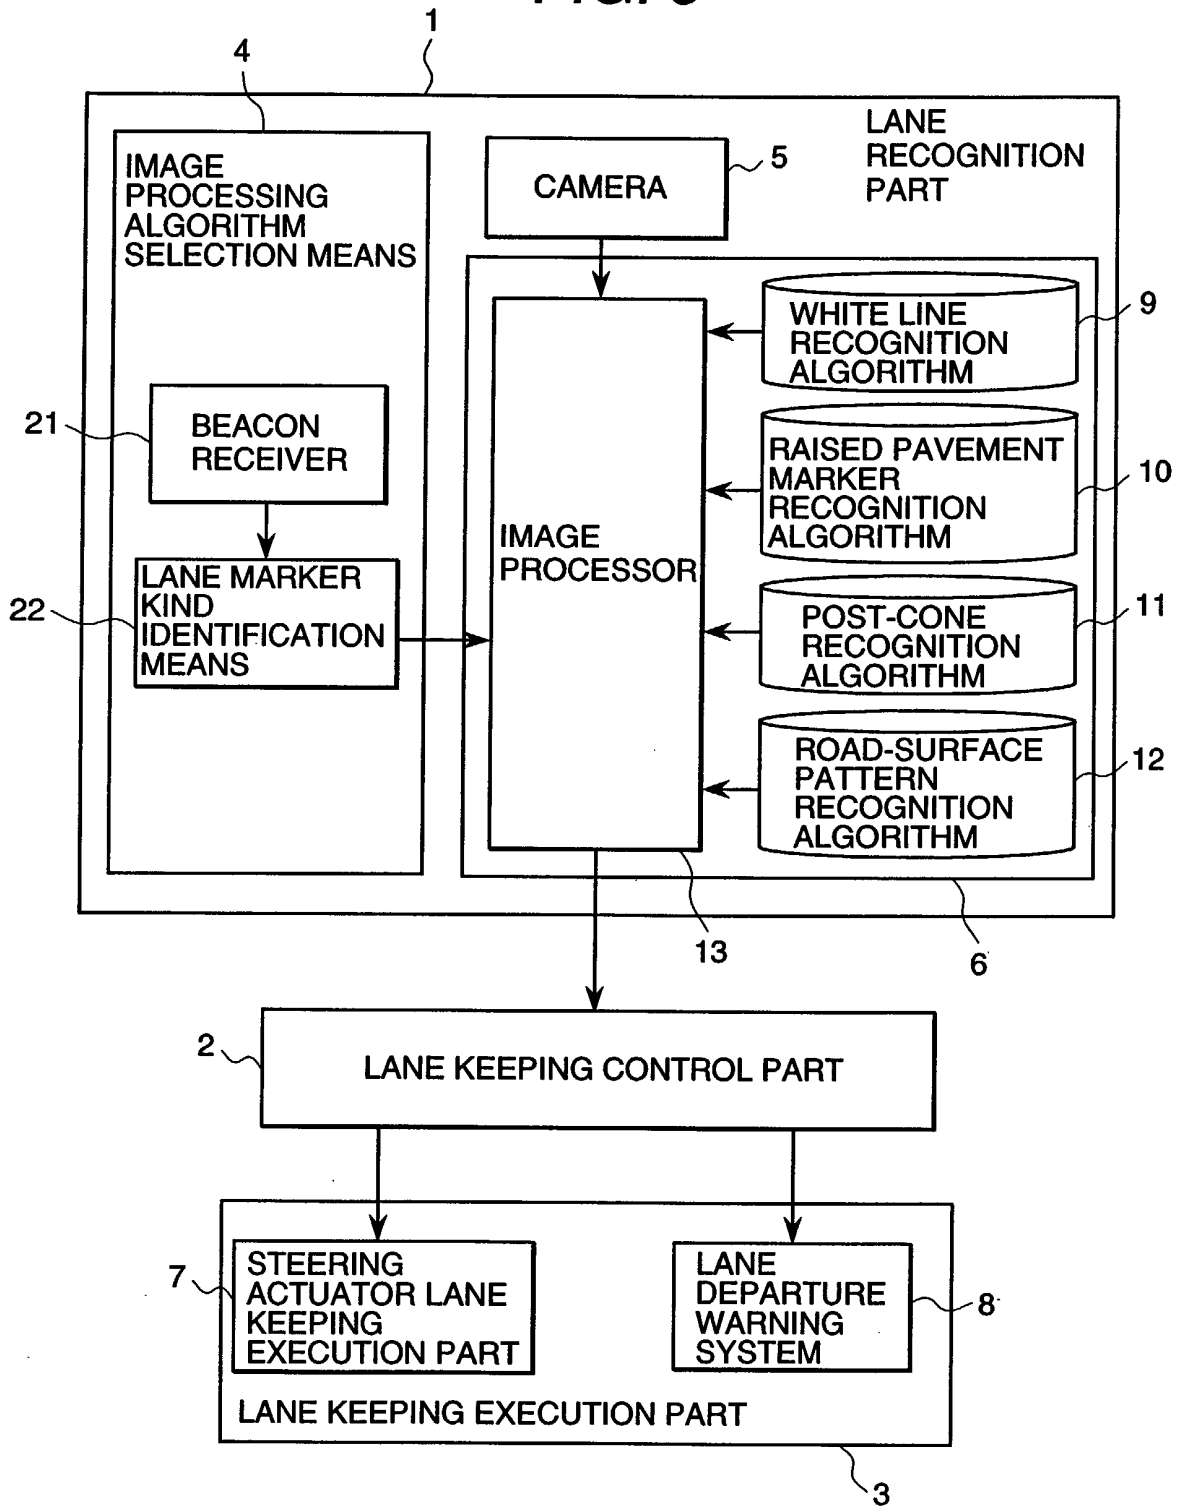 1
4
LANE
RECOGNITION
PART
IMAGE
PROCESSING
ALGORITHM
SELECTION MEANS
CAMERA
5
WHITE LINE
RECOGNITION
ALGORITHM
9
21
BEACON
RECEIVER
RAISED PAVEMENT
MARKER
RECOGNITION
ALGORITHM
10
IMAGE
PROCESSOR
22
LANE MARKER
KIND
IDENTIFICATION
MEANS
POST-CONE
RECOGNITION
ALGORITHM
11
ROAD-SURFACE
PATTERN
RECOGNITION
ALGORITHM
12
13
6
2
LANE KEEPING CONTROL PART
7
STEERING
ACTUATOR LANE
KEEPING
EXECUTION PART
LANE
DEPARTURE
WARNING
SYSTEM
8
LANE KEEPING EXECUTION PART
3